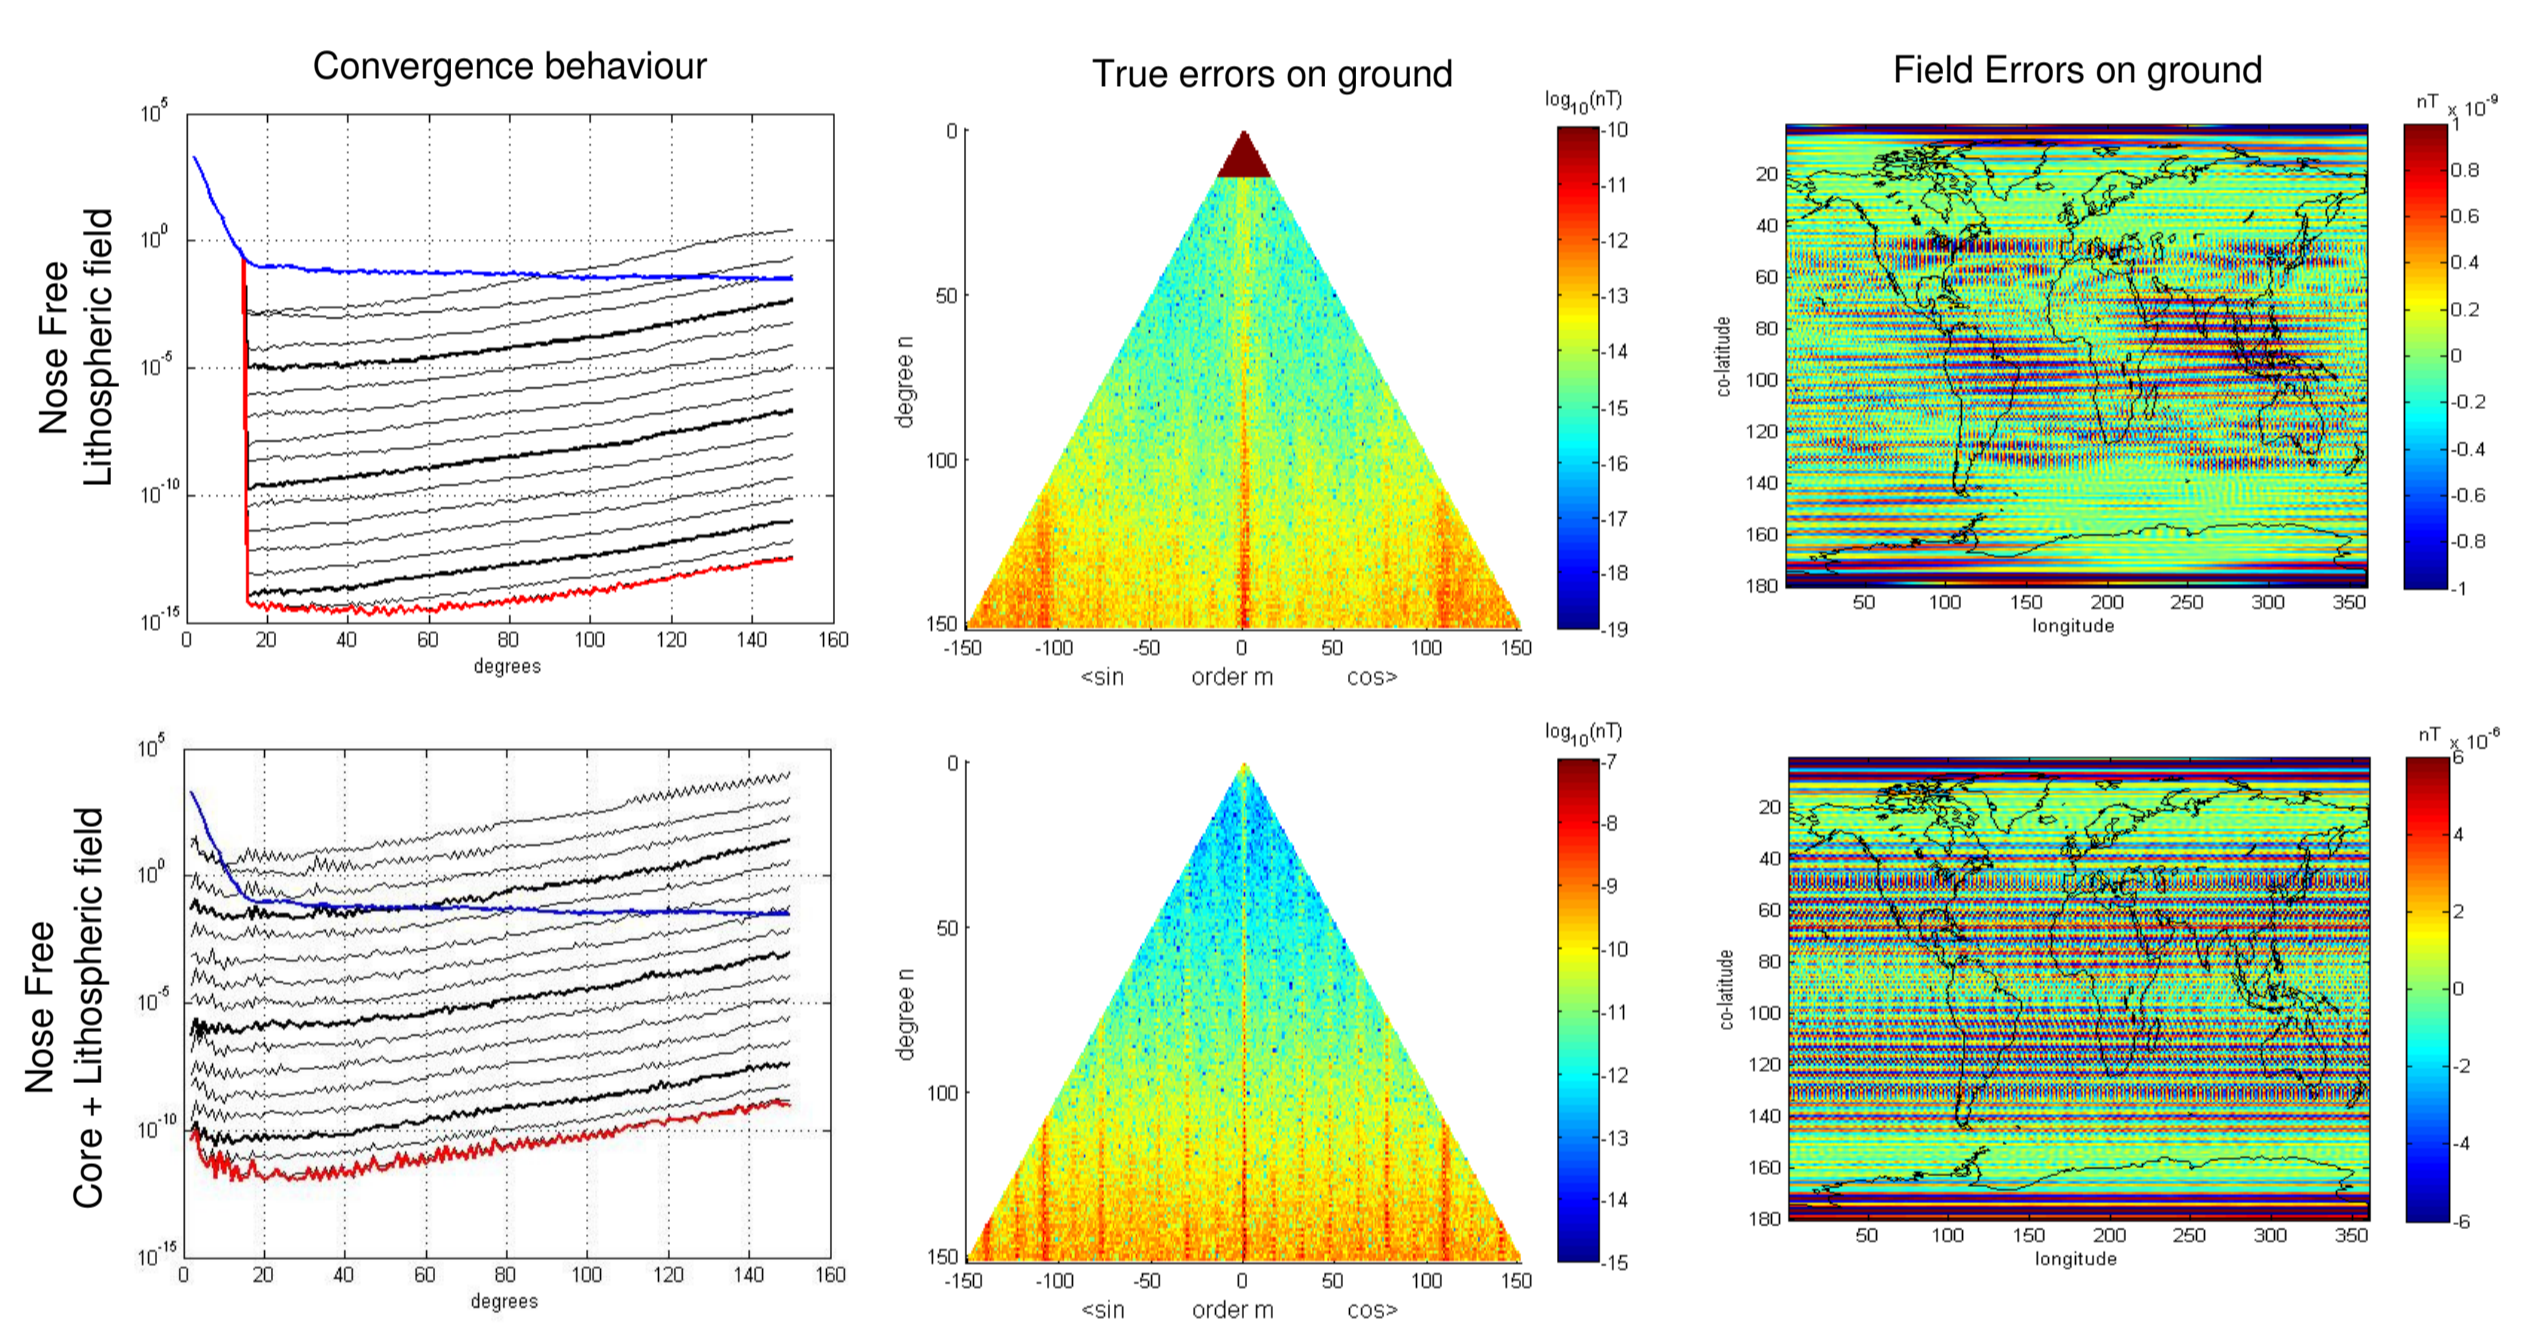 Convergence behaviour
True errors on ground
Field Errors on ground
Nose Free
Lithospheric field
10^5
10^0
10^-5
10^-10
10^-15
0 20 40 60 80 100 120 140 160
degrees
log10(nT)
0
50
100
150
degree n
-150 -100 -50 0 50 100 150
<sin order m cos>
-10
-11
-12
-13
-14
-15
-16
-17
-18
-19
nT x 10^-9
20
40
60
80
100
120
140
160
180
co-latitude
50 100 150 200 250 300 350
longitude
1
0.8
0.6
0.4
0.2
0
-0.2
-0.4
-0.6
-0.8
-1
Nose Free
Core + Lithospheric field
10^5
10^0
10^-5
10^-10
10^-15
0 20 40 60 80 100 120 140 160
degrees
log10(nT)
0
50
100
150
degree n
-150 -100 -50 0 50 100 150
<sin order m cos>
-7
-8
-9
-10
-11
-12
-13
-14
-15
nT x 10^-6
20
40
60
80
100
120
140
160
180
co-latitude
50 100 150 200 250 300 350
longitude
6
4
2
0
-2
-4
-6